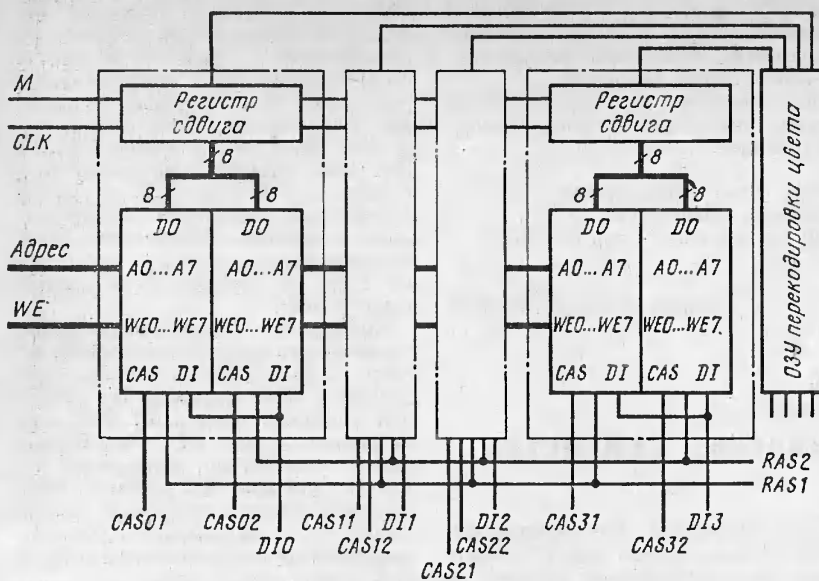 M
CLK
Адрес
WE
Регистр
сдвига
8
8
8
DO
DO
A0...A7
A0...A7
WE0...WE7
WE0...WE7
CAS
DI
CAS
DI
Регистр
сдвига
8
8
8
DO
DO
A0...A7
A0...A7
WE0...WE7
WE0...WE7
CAS
DI
CAS
DI
ОЗУ перекодировки цвета
RAS2
RAS1
CAS01
CAS02
DI0
CAS11
CAS12
DI1
CAS21
CAS22
DI2
CAS31
CAS32
DI3